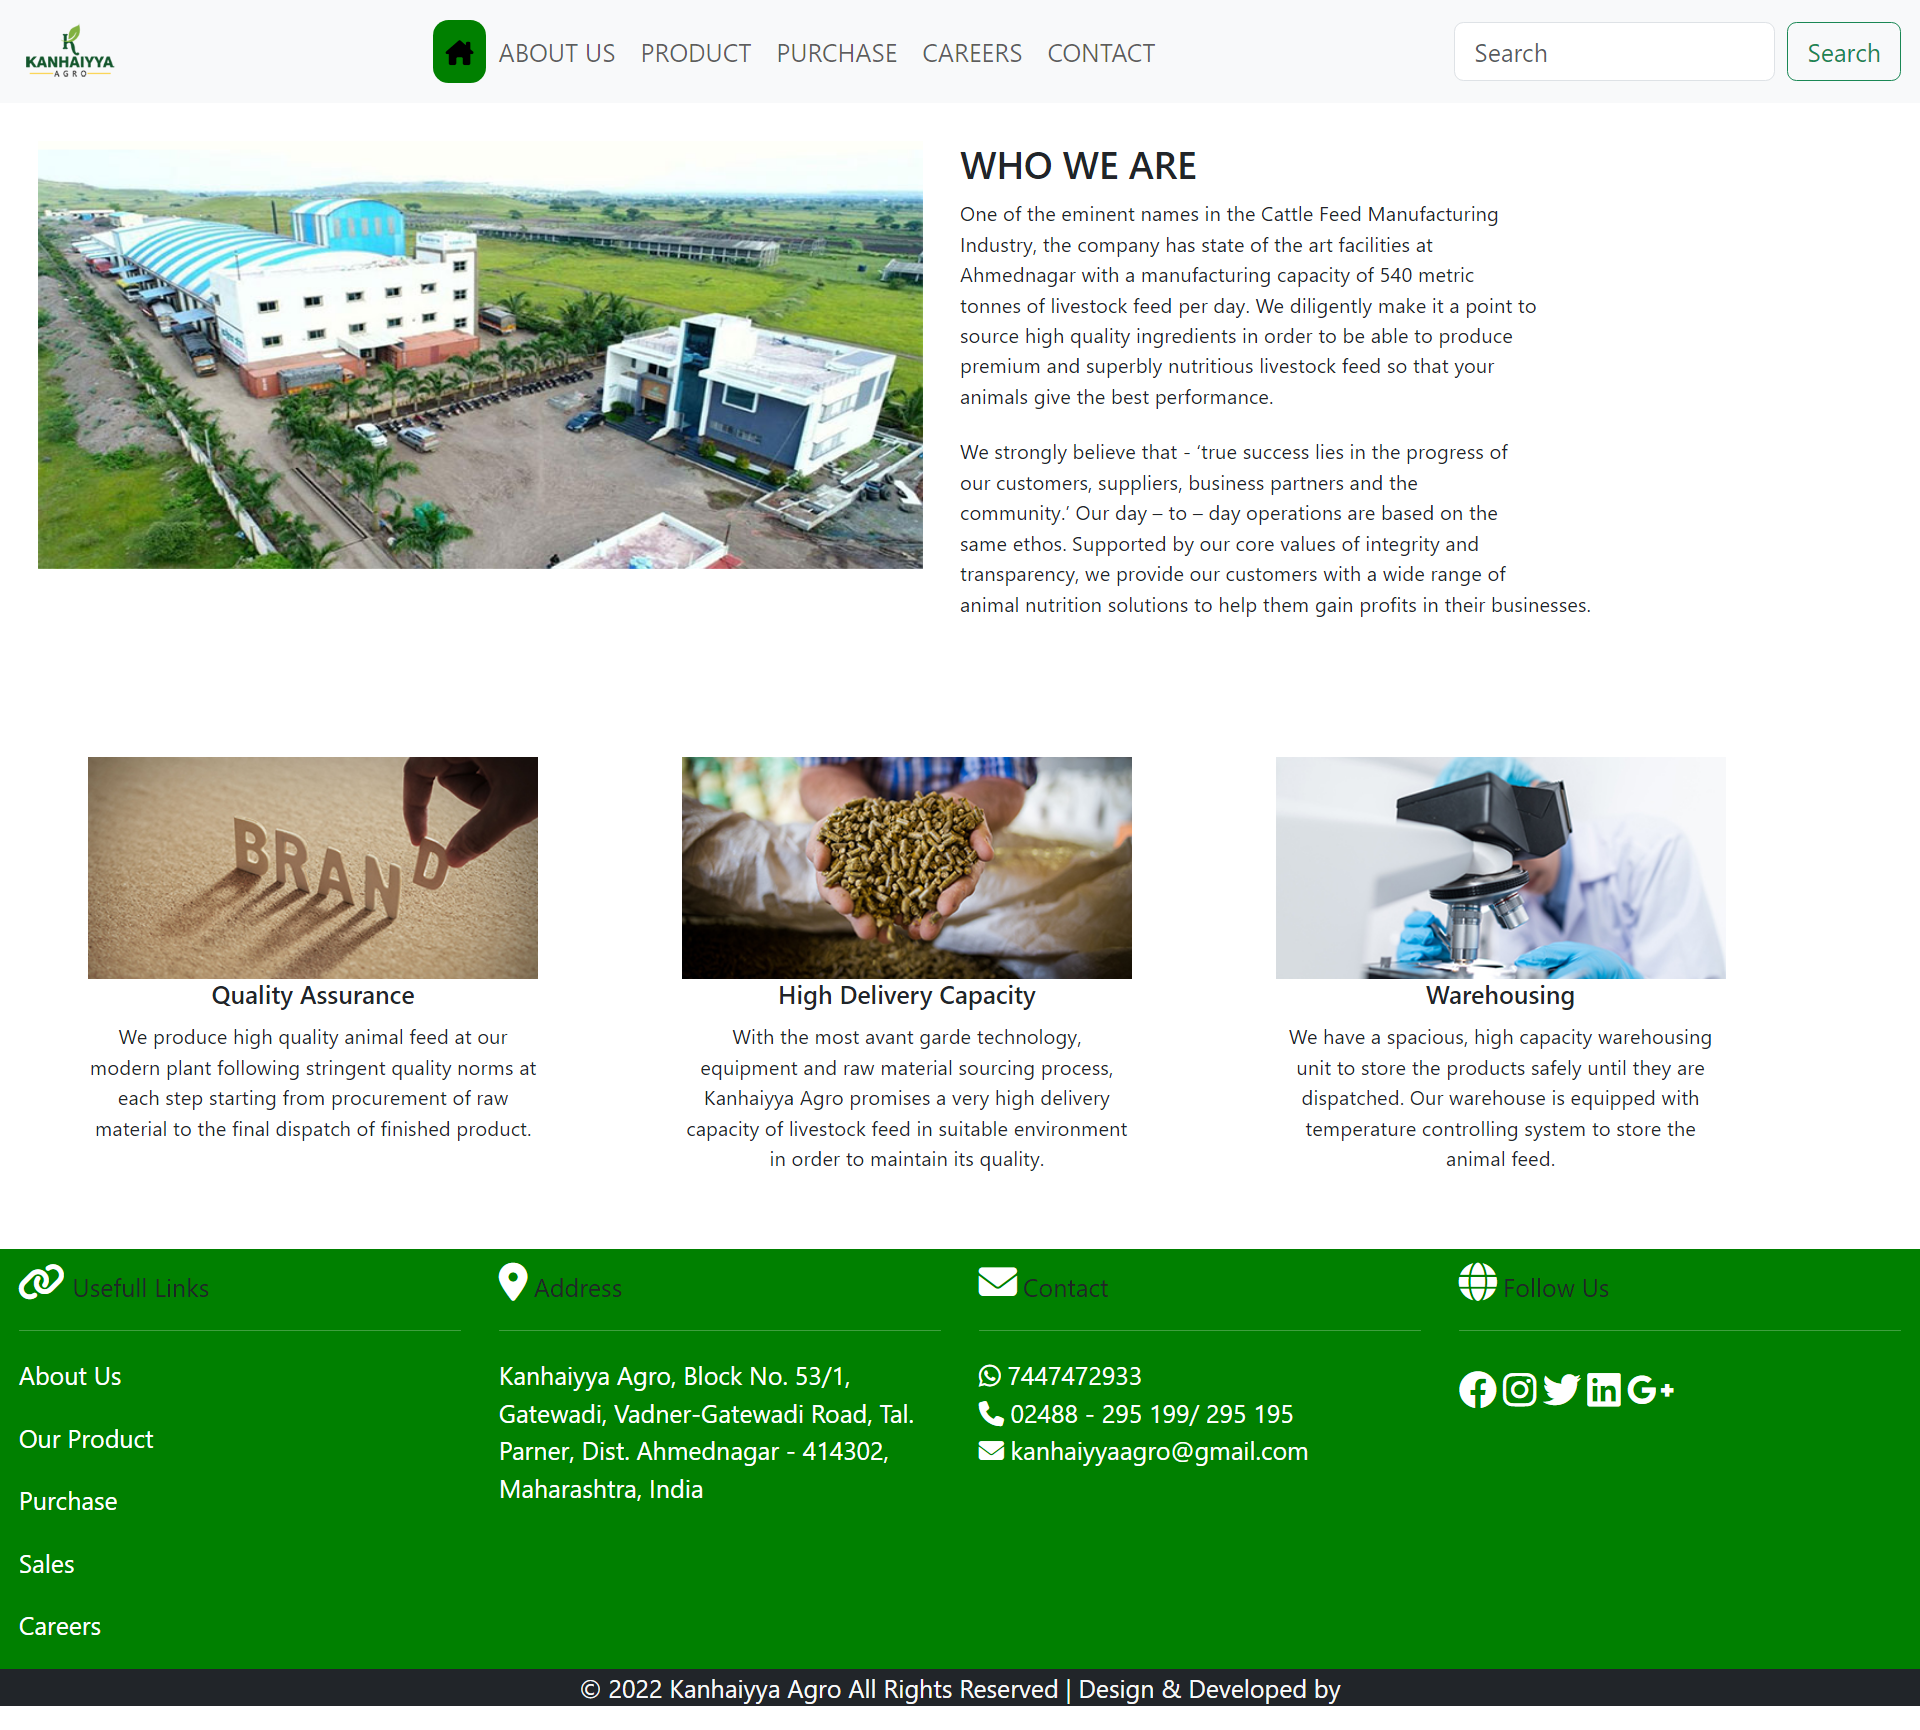 KANHAIYYA
AGRO
ABOUT US PRODUCT PURCHASE CAREERS CONTACT
Search
Search
WHO WE ARE
One of the eminent names in the Cattle Feed Manufacturing
Industry, the company has state of the art facilities at
Ahmednagar with a manufacturing capacity of 540 metric
tonnes of livestock feed per day. We diligently make it a point to
source high quality ingredients in order to be able to produce
premium and superbly nutritious livestock feed so that your
animals give the best performance.
We strongly believe that - ‘true success lies in the progress of
our customers, suppliers, business partners and the
community.’ Our day – to – day operations are based on the
same ethos. Supported by our core values of integrity and
transparency, we provide our customers with a wide range of
animal nutrition solutions to help them gain profits in their businesses.
BRAND
Quality Assurance
We produce high quality animal feed at our
modern plant following stringent quality norms at
each step starting from procurement of raw
material to the final dispatch of finished product.
High Delivery Capacity
With the most avant garde technology,
equipment and raw material sourcing process,
Kanhaiyya Agro promises a very high delivery
capacity of livestock feed in suitable environment
in order to maintain its quality.
Warehousing
We have a spacious, high capacity warehousing
unit to store the products safely until they are
dispatched. Our warehouse is equipped with
temperature controlling system to store the
animal feed.
Usefull Links
About Us
Our Product
Purchase
Sales
Careers
Address
Kanhaiyya Agro, Block No. 53/1,
Gatewadi, Vadner-Gatewadi Road, Tal.
Parner, Dist. Ahmednagar - 414302,
Maharashtra, India
Contact
7447472933
02488 - 295 199/ 295 195
kanhaiyyaagro@gmail.com
Follow Us
© 2022 Kanhaiyya Agro All Rights Reserved | Design & Developed by